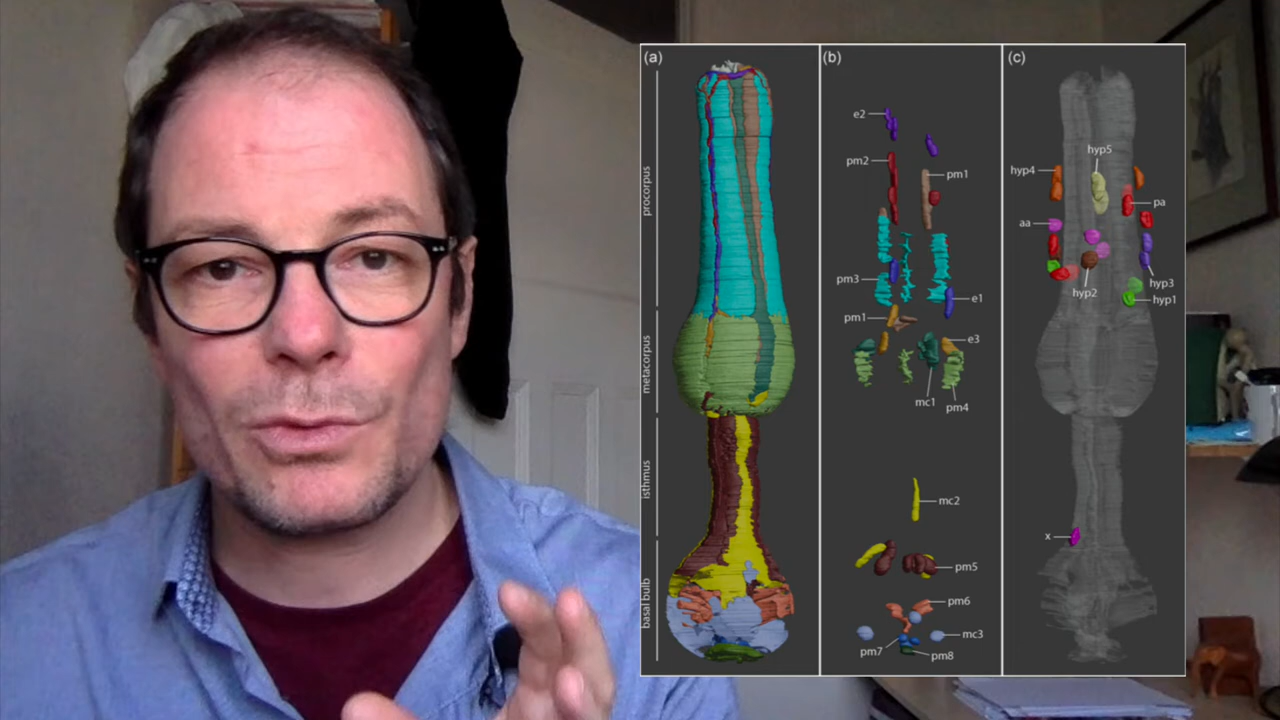 (a)
procorpus
metacorpus
isthmus
basal bulb
(b)
e2
pm2
pm1
pm3
e1
pm1
e3
mc1
pm4
mc2
pm5
pm6
mc3
pm7
pm8
(c)
hyp5
hyp4
pa
aa
hyp3
hyp2
hyp1
x